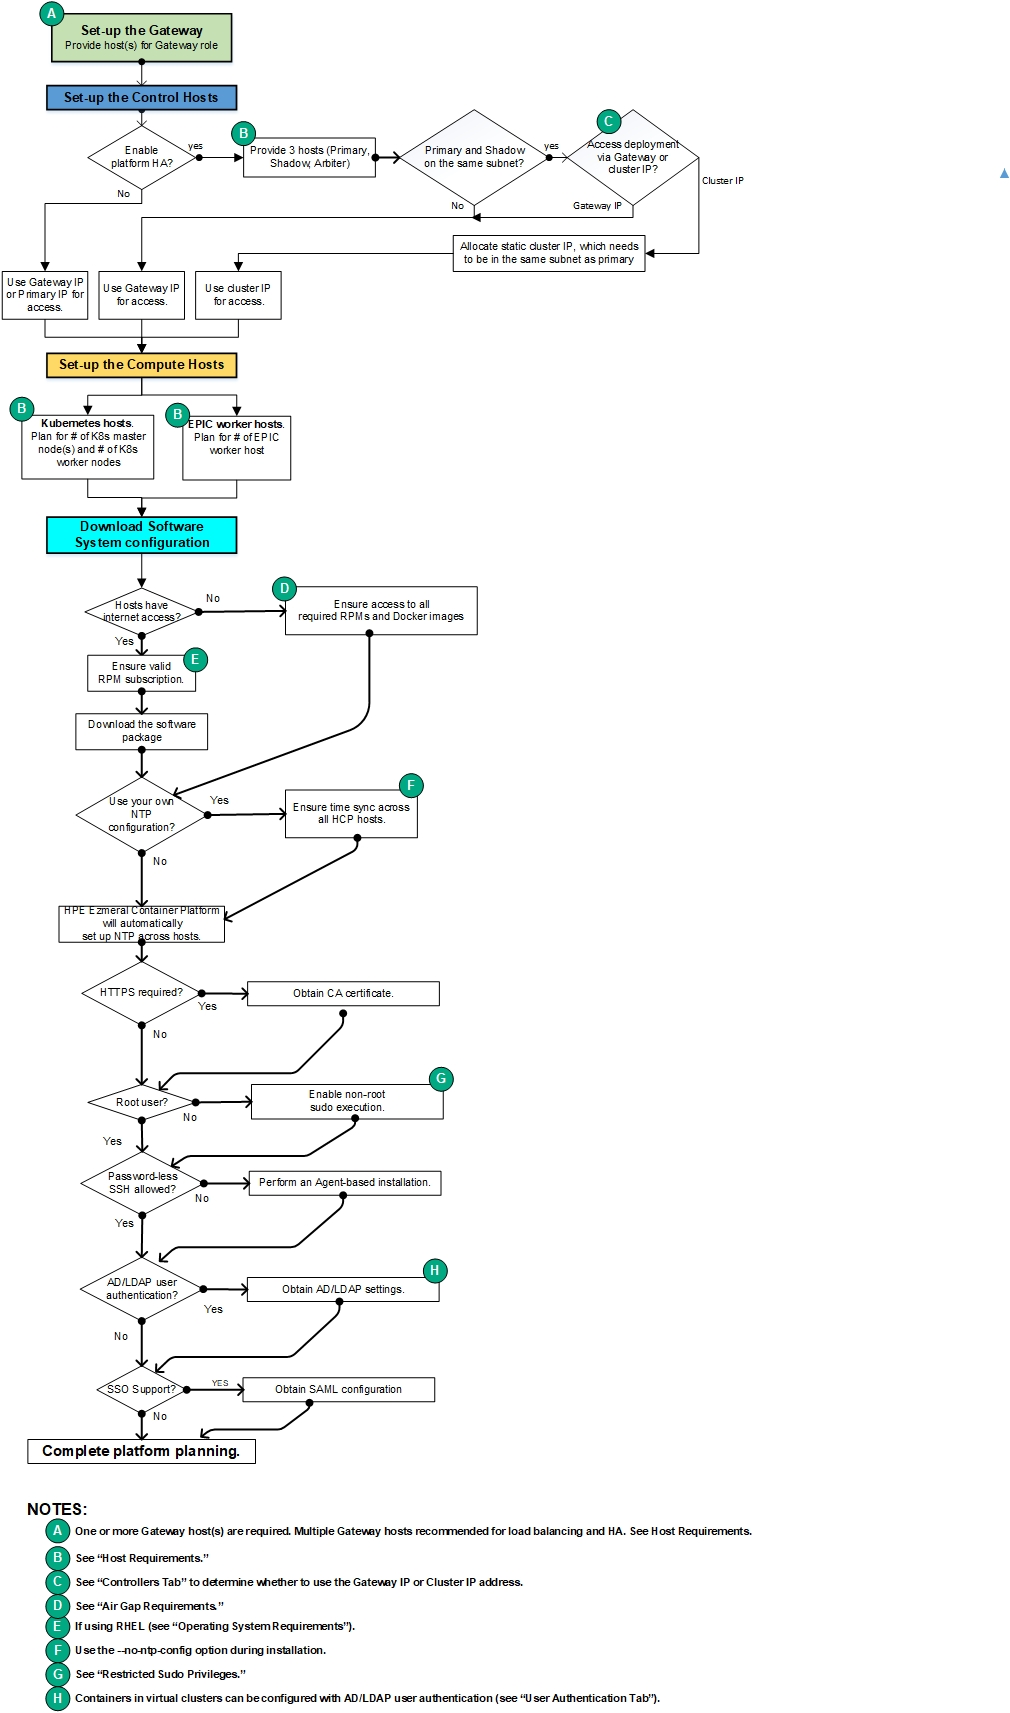 A
Set-up the Gateway
Provide host(s) for Gateway role
Set-up the Control Hosts
Enable
platform HA?
yes
No
B
Provide 3 hosts (Primary,
Shadow, Arbiter)
Primary and Shadow
on the same subnet?
yes
No
C
Access deployment
via Gateway or
cluster IP?
Cluster IP
Gateway IP
Allocate static cluster IP, which needs
to be in the same subnet as primary
Use Gateway IP
or Primary IP for
access.
Use Gateway IP
for access.
Use cluster IP
for access.
Set-up the Compute Hosts
B
Kubernetes hosts.
Plan for # of K8s master
node(s) and # of K8s
worker nodes
B
EPIC worker hosts.
Plan for # of EPIC
worker host
Download Software
System configuration
Hosts have
internet access?
No
Yes
D
Ensure access to all
required RPMs and Docker images
E
Ensure valid
RPM subscription.
Download the software
package
Use your own
NTP
configuration?
Yes
No
F
Ensure time sync across
all HCP hosts.
HPE Ezmeral Container Platform
will automatically
set up NTP across hosts.
HTTPS required?
Yes
No
Obtain CA certificate.
Root user?
No
Yes
G
Enable non-root
sudo execution.
Password-less
SSH allowed?
No
Yes
Perform an Agent-based installation.
AD/LDAP user
authentication?
Yes
No
H
Obtain AD/LDAP settings.
SSO Support?
YES
No
Obtain SAML configuration
Complete platform planning.
NOTES:
A One or more Gateway host(s) are required. Multiple Gateway hosts recommended for load balancing and HA. See Host Requirements.
B See “Host Requirements.”
C See “Controllers Tab” to determine whether to use the Gateway IP or Cluster IP address.
D See “Air Gap Requirements.”
E If using RHEL (see “Operating System Requirements”).
F Use the --no-ntp-config option during installation.
G See “Restricted Sudo Privileges.”
H Containers in virtual clusters can be configured with AD/LDAP user authentication (see “User Authentication Tab”).